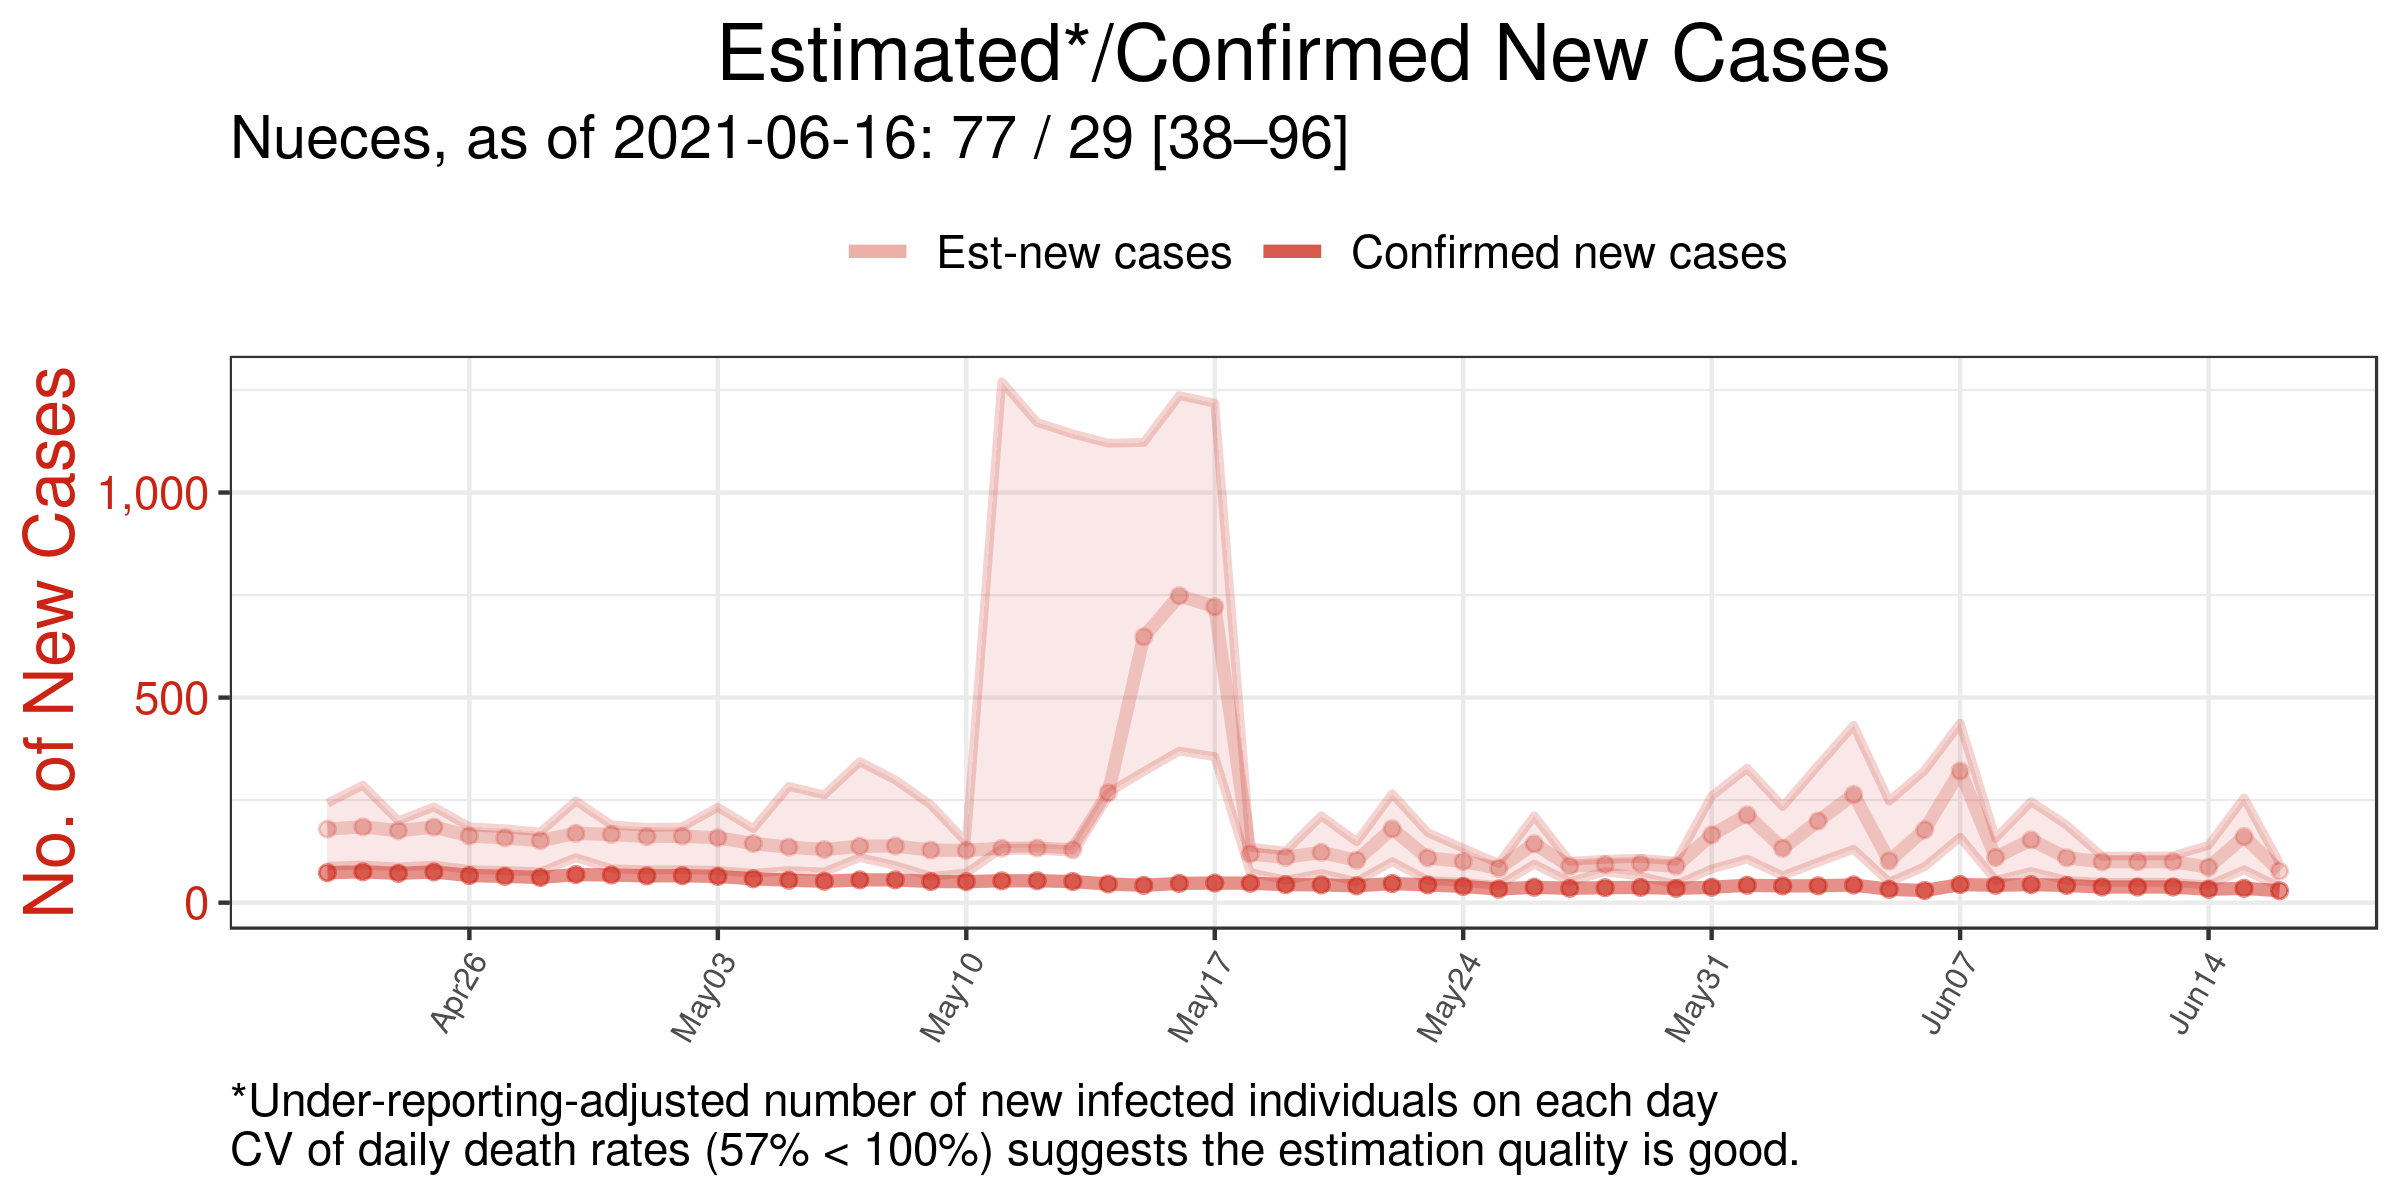 Estimated*/Confirmed New Cases
Nueces, as of 2021-06-16: 77 / 29 [38–96]
Est-new cases
Confirmed new cases
No. of New Cases
1,000
500
0
Apr26
May03
May10
May17
May24
May31
Jun07
Jun14
*Under-reporting-adjusted number of new infected individuals on each day
CV of daily death rates (57% < 100%) suggests the estimation quality is good.